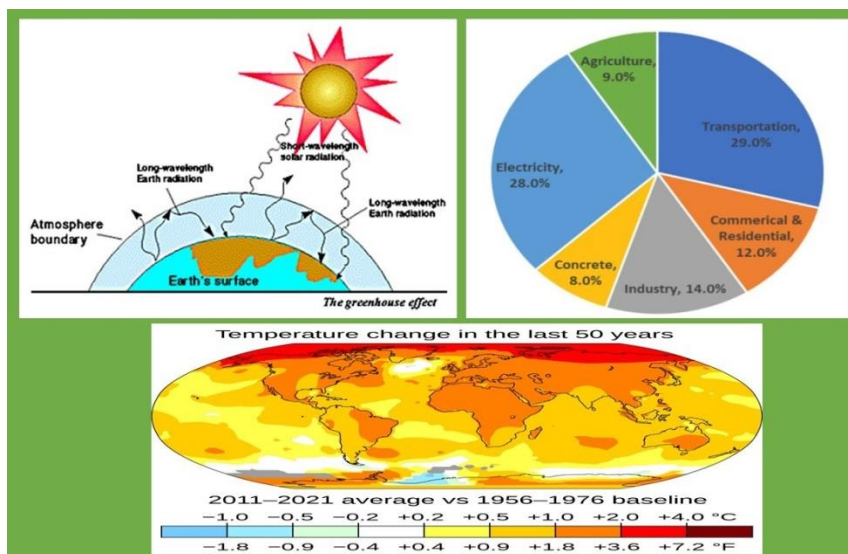 Short-wavelength
solar radiation
Long-wavelength
Earth radiation
Long-wavelength
Earth radiation
Atmosphere
boundary
Earth's surface
The greenhouse effect
Agriculture,
9.0%
Transportation,
29.0%
Electricity,
28.0%
Commerical &
Residential,
12.0%
Concrete,
8.0%
Industry, 14.0%
Temperature change in the last 50 years
2011–2021 average vs 1956–1976 baseline
−1.0 −0.5 −0.2 +0.2 +0.5 +1.0 +2.0 +4.0 °C
−1.8 −0.9 −0.4 +0.4 +0.9 +1.8 +3.6 +7.2 °F